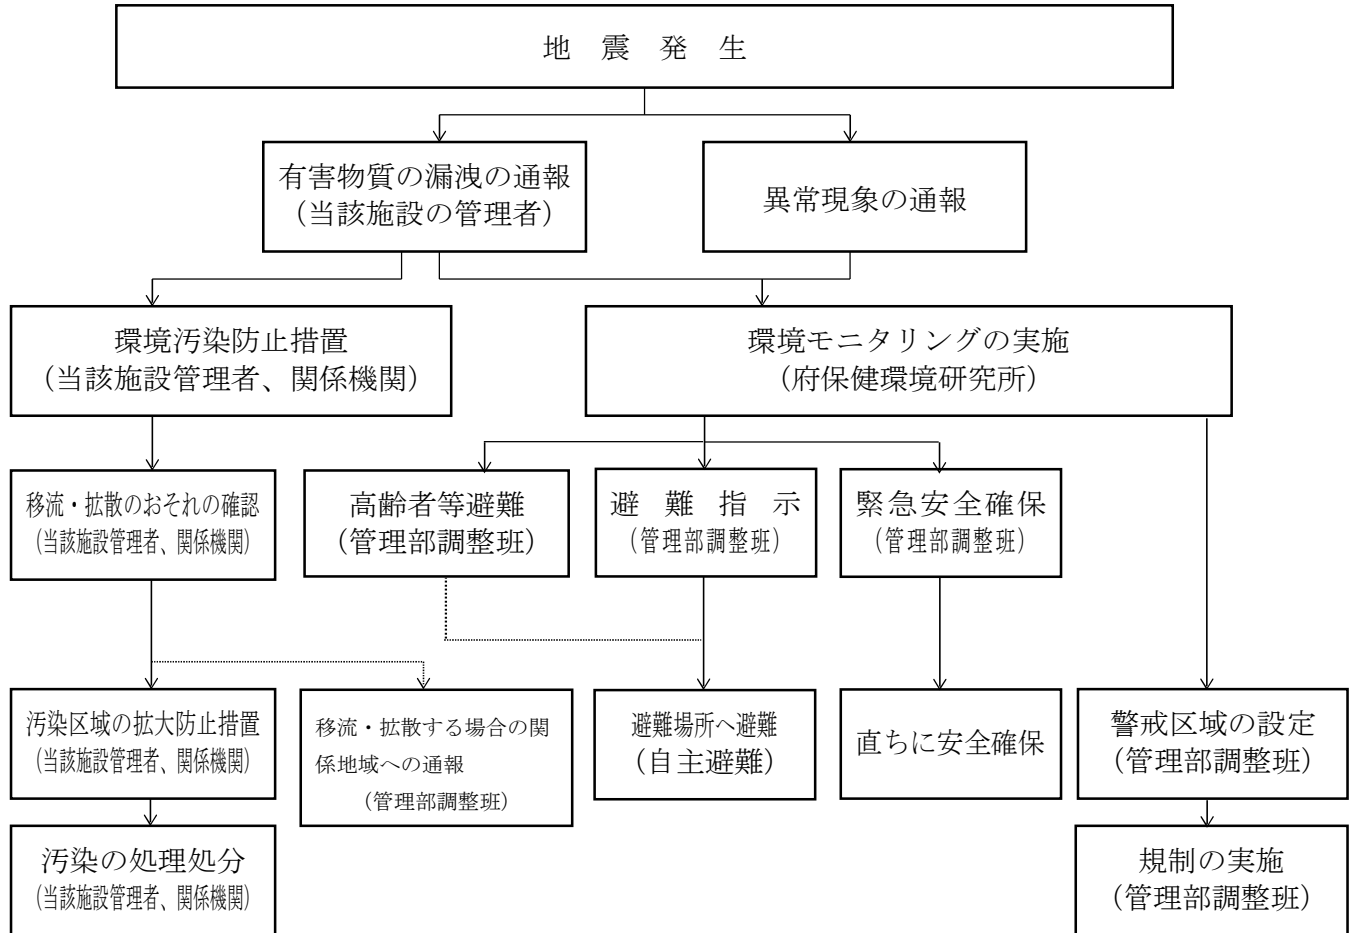 地　震　発　生
有害物質の漏洩の通報
（当該施設の管理者）
異常現象の通報
環境汚染防止措置
（当該施設管理者、関係機関）
環境モニタリングの実施
（府保健環境研究所）
移流・拡散のおそれの確認
（当該施設管理者、関係機関）
高齢者等避難
（管理部調整班）
避　難　指　示
（管理部調整班）
緊急安全確保
（管理部調整班）
汚染区域の拡大防止措置
（当該施設管理者、関係機関）
移流・拡散する場合の関
係地域への通報
（管理部調整班）
避難場所へ避難
（自主避難）
直ちに安全確保
警戒区域の設定
（管理部調整班）
汚染の処理処分
（当該施設管理者、関係機関）
規制の実施
（管理部調整班）